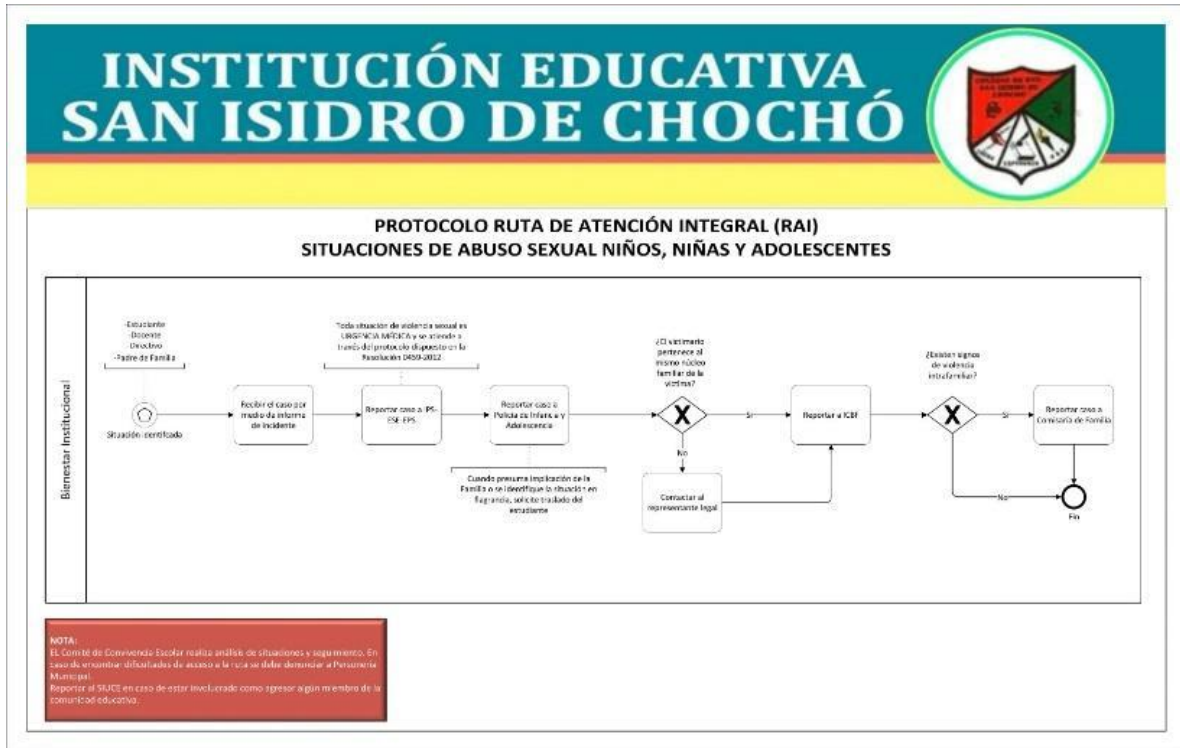 INSTITUCIÓN EDUCATIVA
SAN ISIDRO DE CHOCHÓ
PROTOCOLO RUTA DE ATENCIÓN INTEGRAL (RAI)
SITUACIONES DE ABUSO SEXUAL NIÑOS, NIÑAS Y ADOLESCENTES
Bienestar Institucional
-Estudiante
-Docente
Directivo
-Padre de Familia
Situación identificada
Recibir el caso por
medio de informe
de incidente
Toda situación de violencia sexual es
URGENCIA MÉDICA y se atiende a
través del protocolo dispuesto en la
Resolución 0459-2012
Reportar caso a IPS-
ESE-EPS
Reportar caso a
Policía de Infancia y
Adolescencia
Cuando presuma implicación de la
Familia o se identifique la situación en
flagrancia, solicite traslado del
estudiante
¿El victimario
pertenece al
mismo núcleo
familiar de la
víctima?
X
Si
No
Contactar al
representante legal
Reportar a ICBF
¿Existen signos
de violencia
intrafamiliar?
X
Si
No
Reportar caso a
Comisaría de Familia
Fin
NOTA:
EL Comité de Convivencia Escolar realiza análisis de situaciones y seguimiento. En
caso de encontrar dificultades de acceso a la ruta se debe denunciar a Personería
Municipal.
Reportar al SIUCE en caso de estar involucrado como agresor algún miembro de la
comunidad educativa.